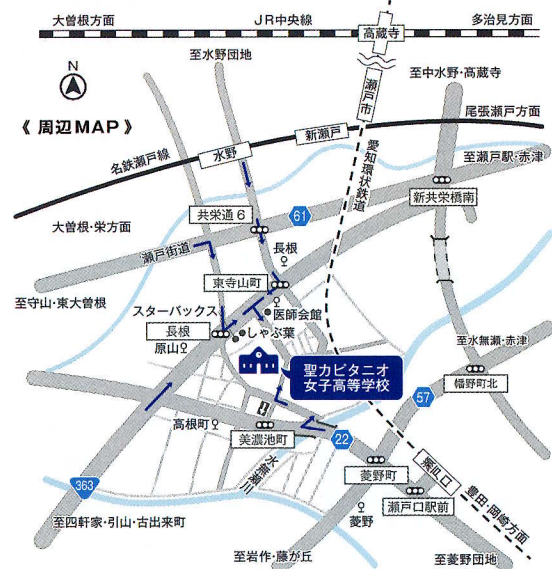 大曽根方面
JR中央線
多治見方面
高蔵寺
至水野団地
至中水野・高蔵寺
N
瀬戸市
《 周辺MAP 》
尾張瀬戸方面
新瀬戸
水野
名鉄瀬戸線
愛知環状鉄道
至瀬戸駅・赤津
新共栄橋南
大曽根・栄方面
共栄通6
61
瀬戸街道
長根
東寺山町
至守山・東大曽根
スターバックス
医師会館
長根
しゃぶ葉
原山
至水無瀬・赤津
聖カピタニオ
女子高等学校
幡野町北
57
高根町
美濃池町
22
水無瀬川
菱野町
瀬戸口
363
瀬戸口駅前
豊田・岡崎方面
菱野
至四軒家・引山・古出来町
至岩作・藤が丘
至菱野団地